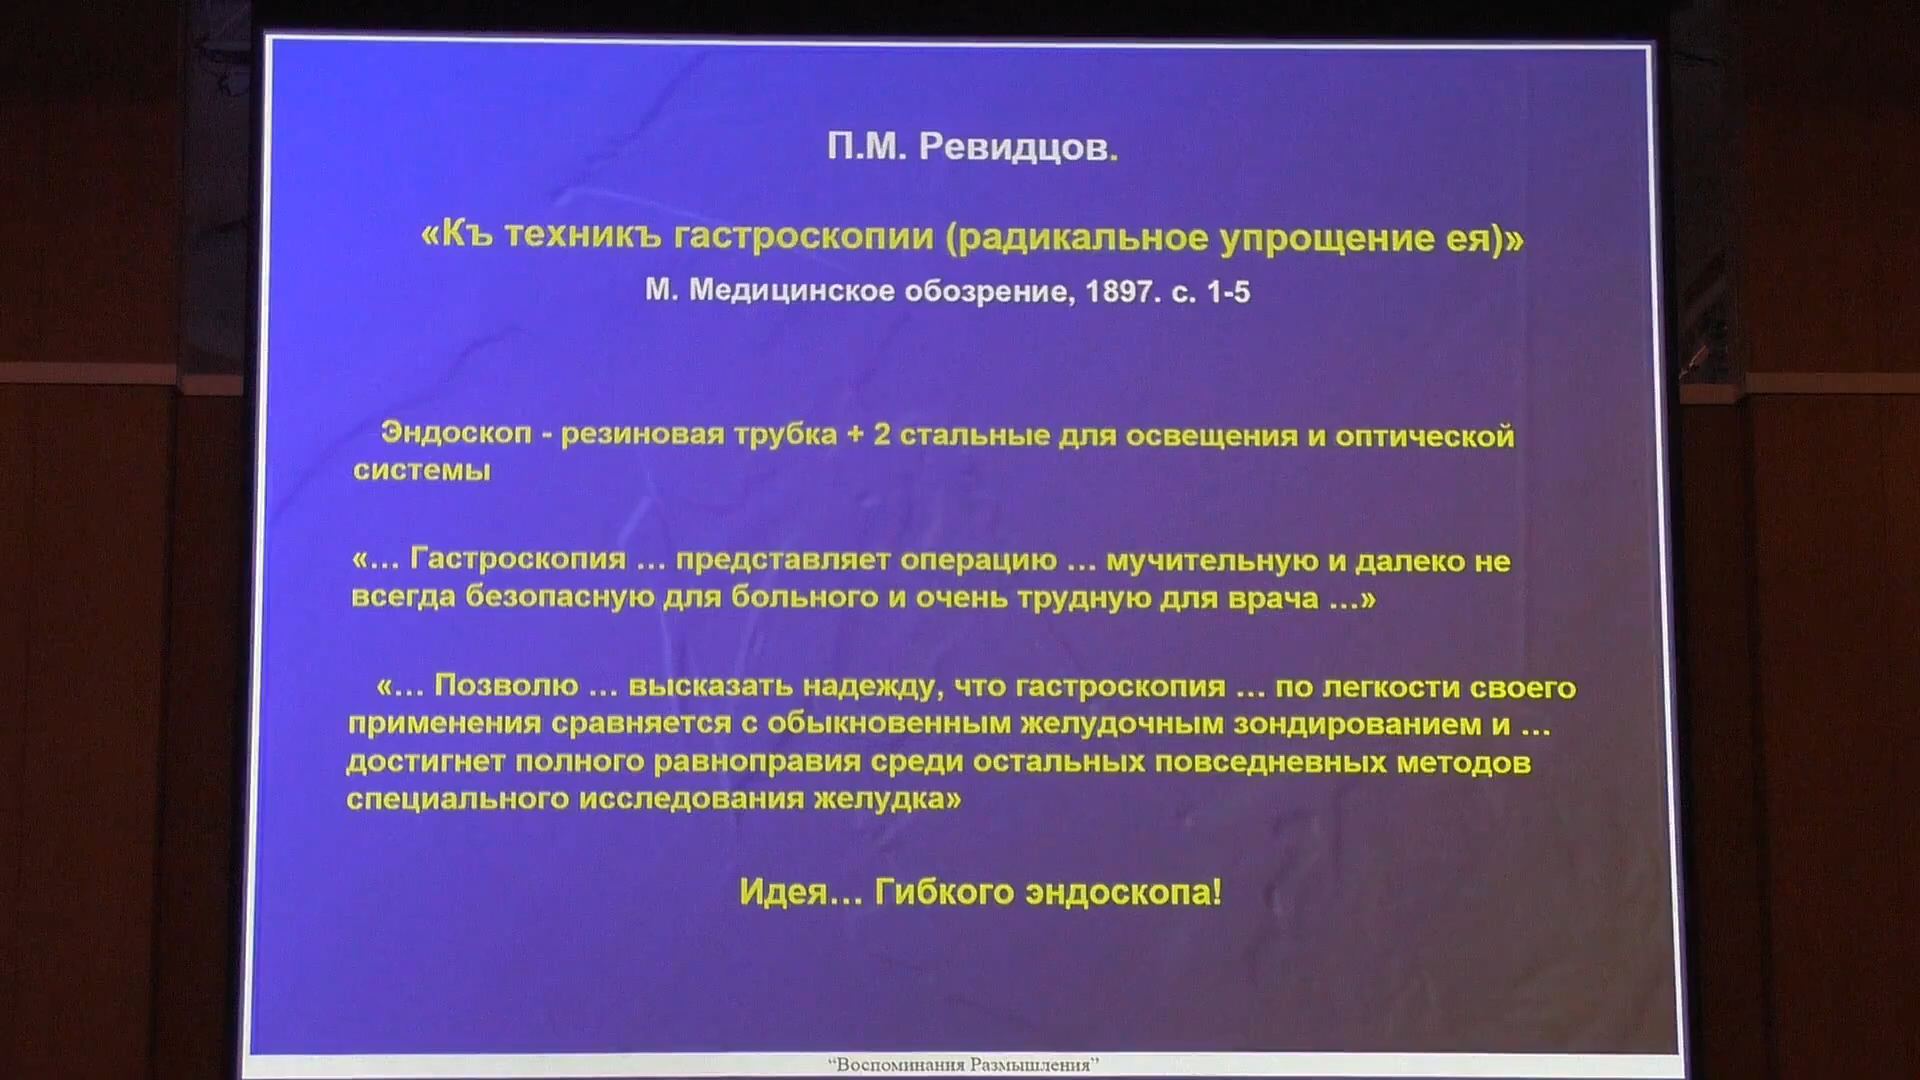 П.М. Ревидцов.
«Къ техникъ гастроскопии (радикальное упрощение ея)»
М. Медицинское обозрение, 1897. с. 1-5
Эндоскоп - резиновая трубка + 2 стальные для освещения и оптической
системы
«... Гастроскопия ... представляет операцию ... мучительную и далеко не
всегда безопасную для больного и очень трудную для врача ...»
«... Позволю ... высказать надежду, что гастроскопия ... по легкости своего
применения сравняется с обыкновенным желудочным зондированием и ...
достигнет полного равноправия среди остальных повседневных методов
специального исследования желудка»
Идея... Гибкого эндоскопа!
“Воспоминания Размышления”